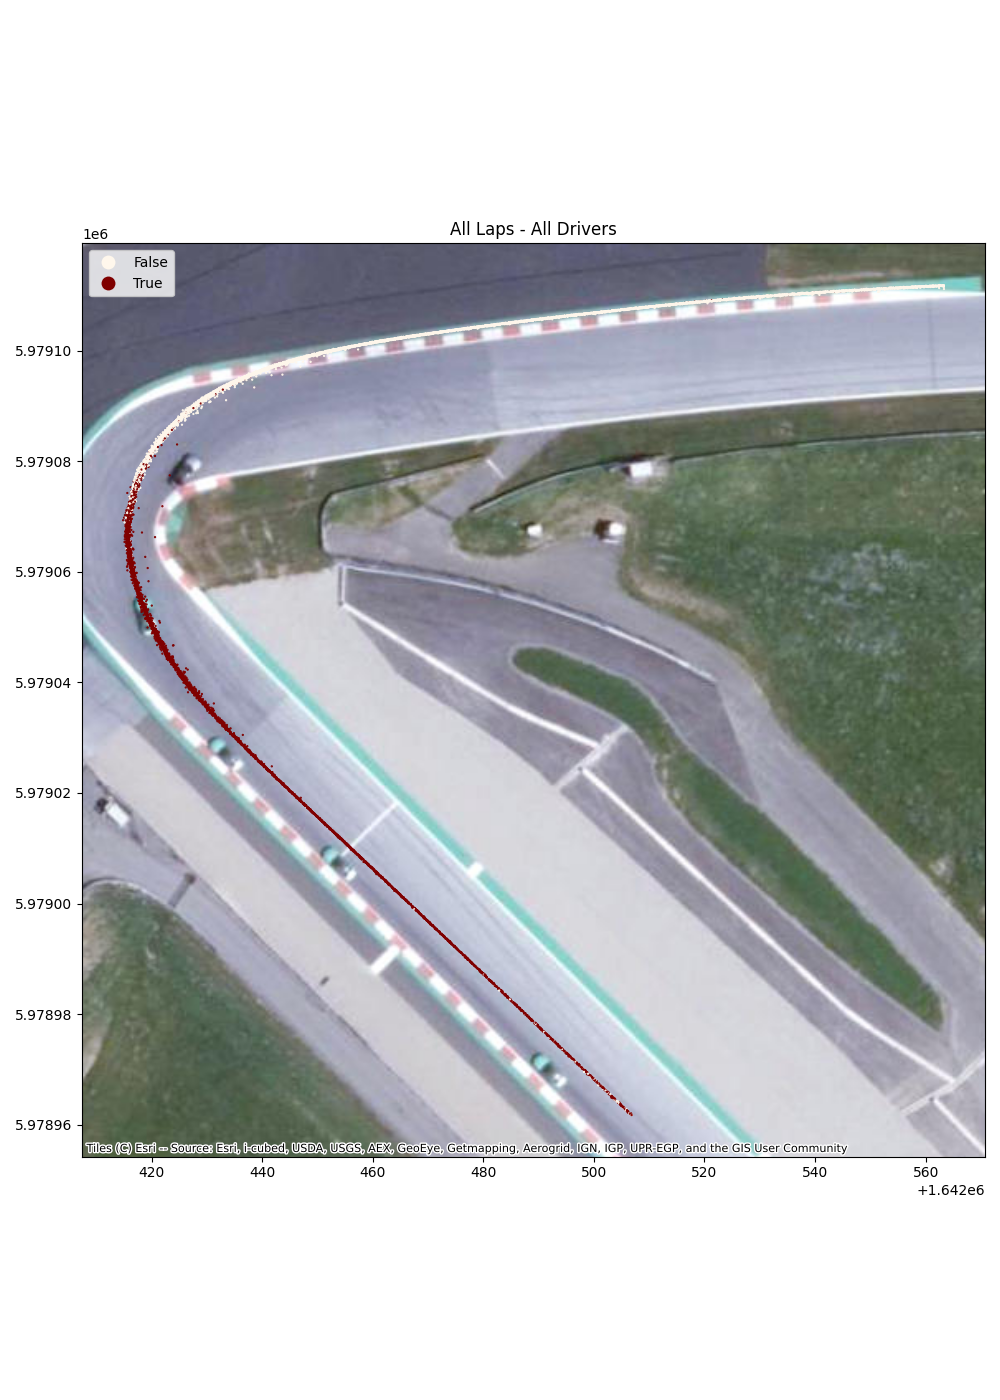 All Laps - All Drivers
1e6
False
True
5.97910
5.97908
5.97906
5.97904
5.97902
5.97900
5.97898
5.97896
Tiles (C) Esri -- Source: Esri, i-cubed, USDA, USGS, AEX, GeoEye, Getmapping, Aerogrid, IGN, IGP, UPR-EGP, and the GIS User Community
420 440 460 480 500 520 540 560
+1.642e6